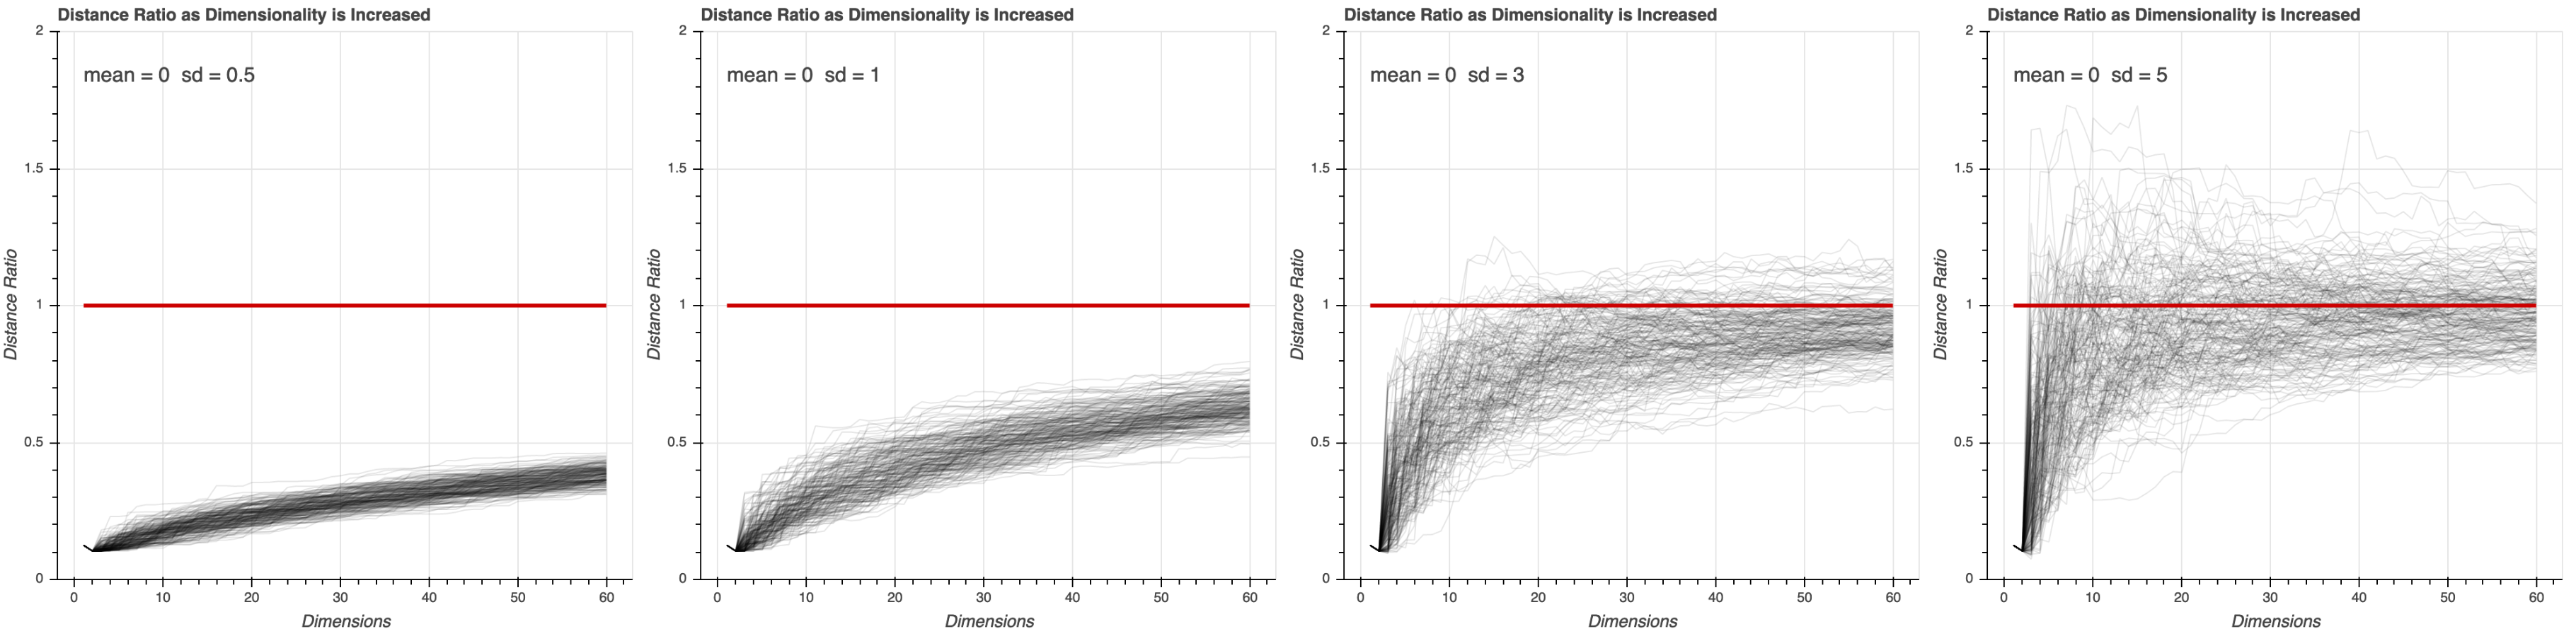 Distance Ratio as Dimensionality is Increased
mean = 0 sd = 0.5
2
1.5
1
0.5
0
Distance Ratio
0 10 20 30 40 50 60
Dimensions
Distance Ratio as Dimensionality is Increased
mean = 0 sd = 1
2
1.5
1
0.5
0
Distance Ratio
0 10 20 30 40 50 60
Dimensions
Distance Ratio as Dimensionality is Increased
mean = 0 sd = 3
2
1.5
1
0.5
0
Distance Ratio
0 10 20 30 40 50 60
Dimensions
Distance Ratio as Dimensionality is Increased
mean = 0 sd = 5
2
1.5
1
0.5
0
Distance Ratio
0 10 20 30 40 50 60
Dimensions